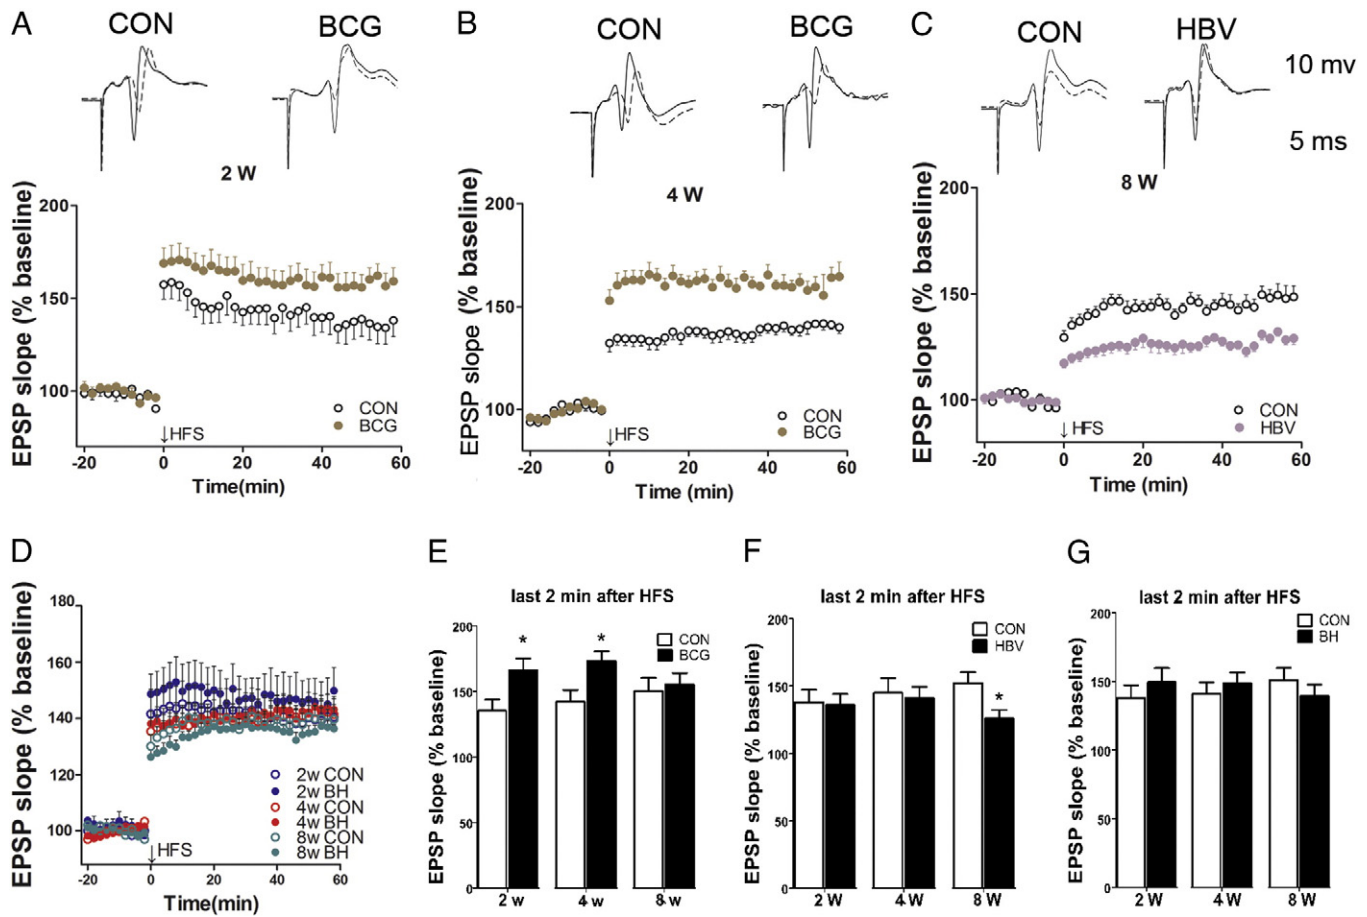 A
CON
BCG
2 W
EPSP slope (% baseline)
200
150
100
CON
BCG
↓HFS
-20
0
20
40
60
Time(min)
B
CON
BCG
4 W
EPSP slope (% baseline)
200
150
100
CON
BCG
↓HFS
-20
0
20
40
60
Time (min)
C
CON
HBV
10 mv
5 ms
8 W
EPSP slope (% baseline)
200
150
100
CON
HBV
↓HFS
-20
0
20
40
60
Time (min)
D
EPSP slope (% baseline)
180
160
140
120
100
2w CON
2w BH
4w CON
4w BH
8w CON
8w BH
↓HFS
-20
0
20
40
60
Time(min)
E
last 2 min after HFS
EPSP slope (% baseline)
200
150
100
50
0
CON
BCG
*
*
2 w
4 w
8 w
F
last 2 min after HFS
EPSP slope (% baseline)
200
150
100
50
0
CON
HBV
*
2 W
4 W
8 W
G
last 2 min after HFS
EPSP slope (% baseline)
200
150
100
50
0
CON
BH
2 W
4 W
8 W